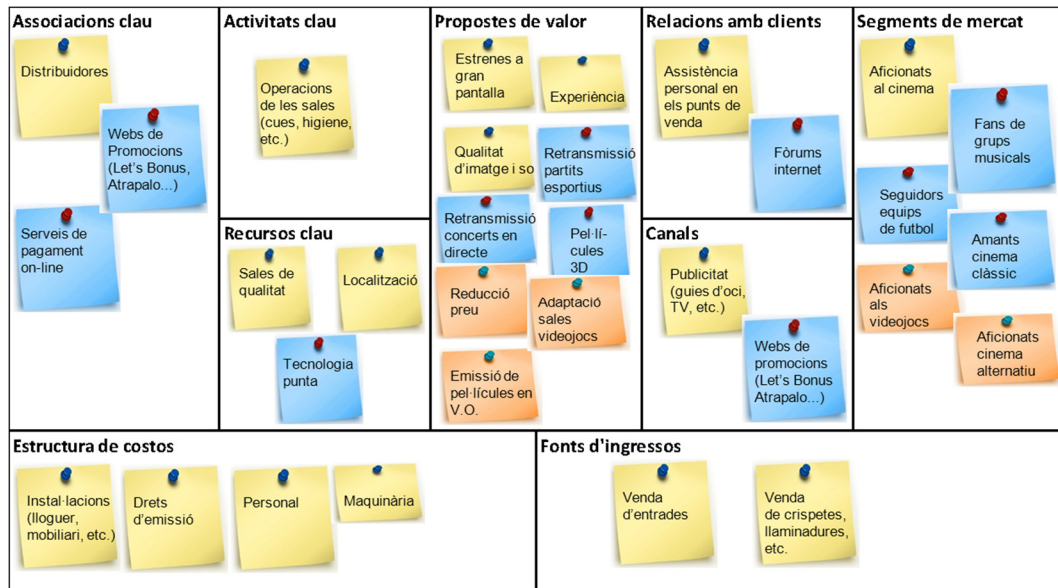 Associacions clau
Distribuidores
Webs de
Promocions
(Let's Bonus,
Atrapalo...)
Serveis de
pagament
on-line
Activitats clau
Operacions
de les sales
(cues, higiene,
etc.)
Recursos clau
Sales de
qualitat
Localització
Tecnologia
punta
Propostes de valor
Estrenes a
gran
pantalla
Experiència
Qualitat
d'imatge i so
Retransmissió
partits
esportius
Retransmissió
concerts en
directe
Pel·lí-
cules
3D
Reducció
preu
Adaptació
sales
videojocs
Emissió de
pel·lícules en
V.O.
Relacions amb clients
Assistència
personal en
els punts de
venda
Fòrums
internet
Canals
Publicitat
(guies d'oci,
TV, etc.)
Webs de
promocions
(Let's Bonus
Atrapalo...)
Segments de mercat
Aficionats
al cinema
Fans de
grups
musicals
Seguidors
equips
de futbol
Amants
cinema
clàssic
Aficionats
als
videojocs
Aficionats
cinema
alternatiu
Estructura de costos
Instal·lacions
(lloguer,
mobiliari, etc.)
Drets
d'emissió
Personal
Maquinària
Fonts d'ingressos
Venda
d'entrades
Venda
de crispetes,
llaminadures,
etc.